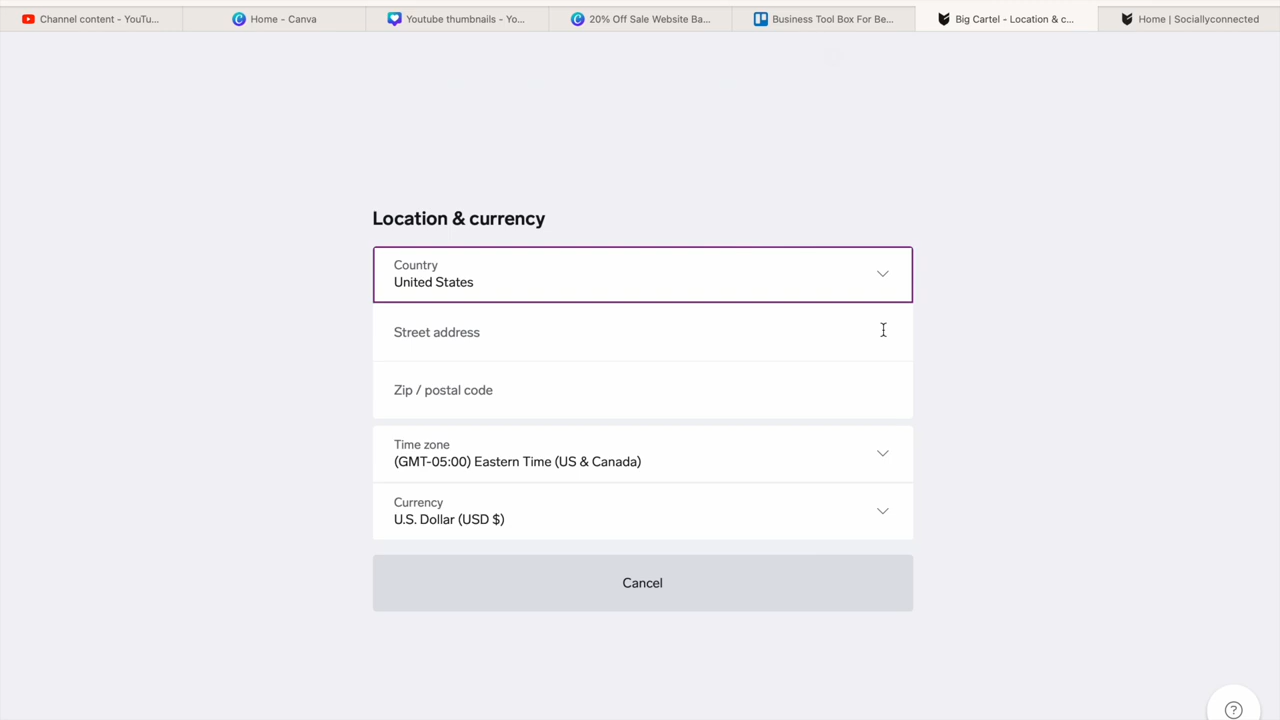 Channel content - YouTu...
Home - Canva
Youtube thumbnails - Yo...
20% Off Sale Website Ba...
Business Tool Box For Be...
Big Cartel - Location & c...
Home | Sociallyconnected
Location & currency
Country
United States
Street address
Zip / postal code
Time zone
(GMT-05:00) Eastern Time (US & Canada)
Currency
U.S. Dollar (USD $)
Cancel
?